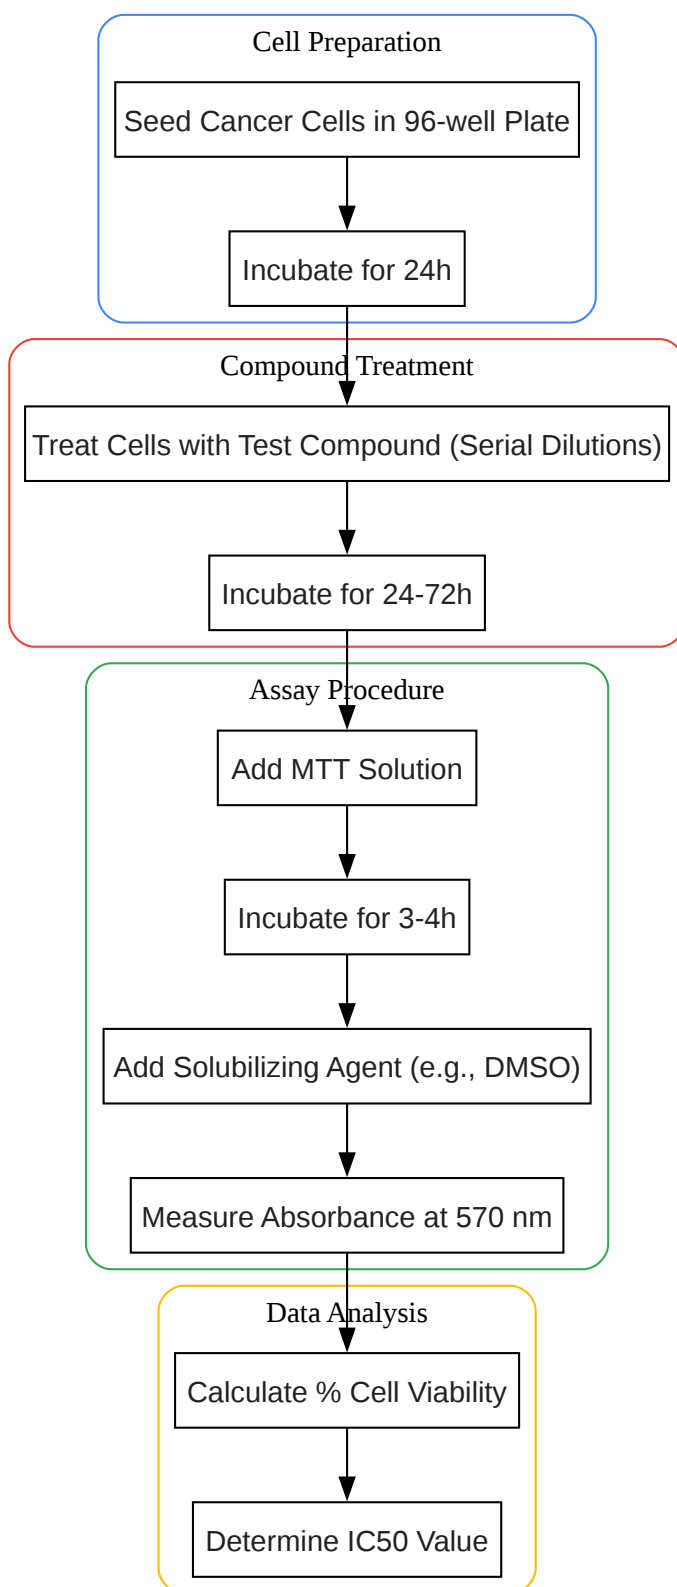 Cell Preparation
Seed Cancer Cells in 96-well Plate
Incubate for 24h
Compound Treatment
Treat Cells with Test Compound (Serial Dilutions)
Incubate for 24-72h
Assay Procedure
Add MTT Solution
Incubate for 3-4h
Add Solubilizing Agent (e.g., DMSO)
Measure Absorbance at 570 nm
Data Analysis
Calculate % Cell Viability
Determine IC50 Value